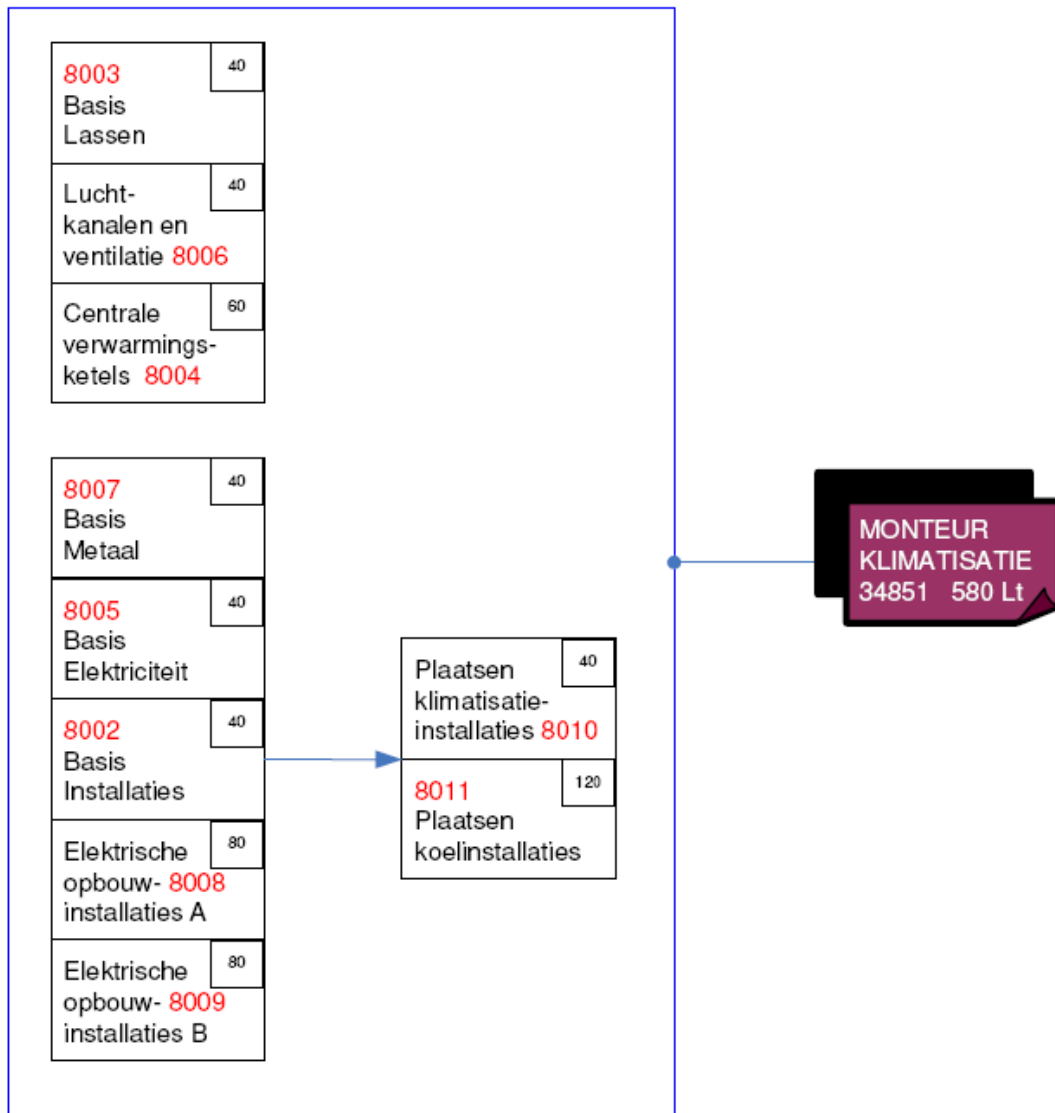 8003
40
Basis
Lassen
Lucht-
40
kanalen en
ventilatie 8006
Centrale
60
verwarmings-
ketels 8004
8007
40
Basis
Metaal
8005
40
Basis
Elektriciteit
8002
40
Basis
Installaties
Elektrische
80
opbouw- 8008
installaties A
Elektrische
80
opbouw- 8009
installaties B
Plaatsen
40
klimatisatie-
installaties 8010
8011
120
Plaatsen
koelinstallaties
MONTEUR
KLIMATISATIE
34851 580 Lt